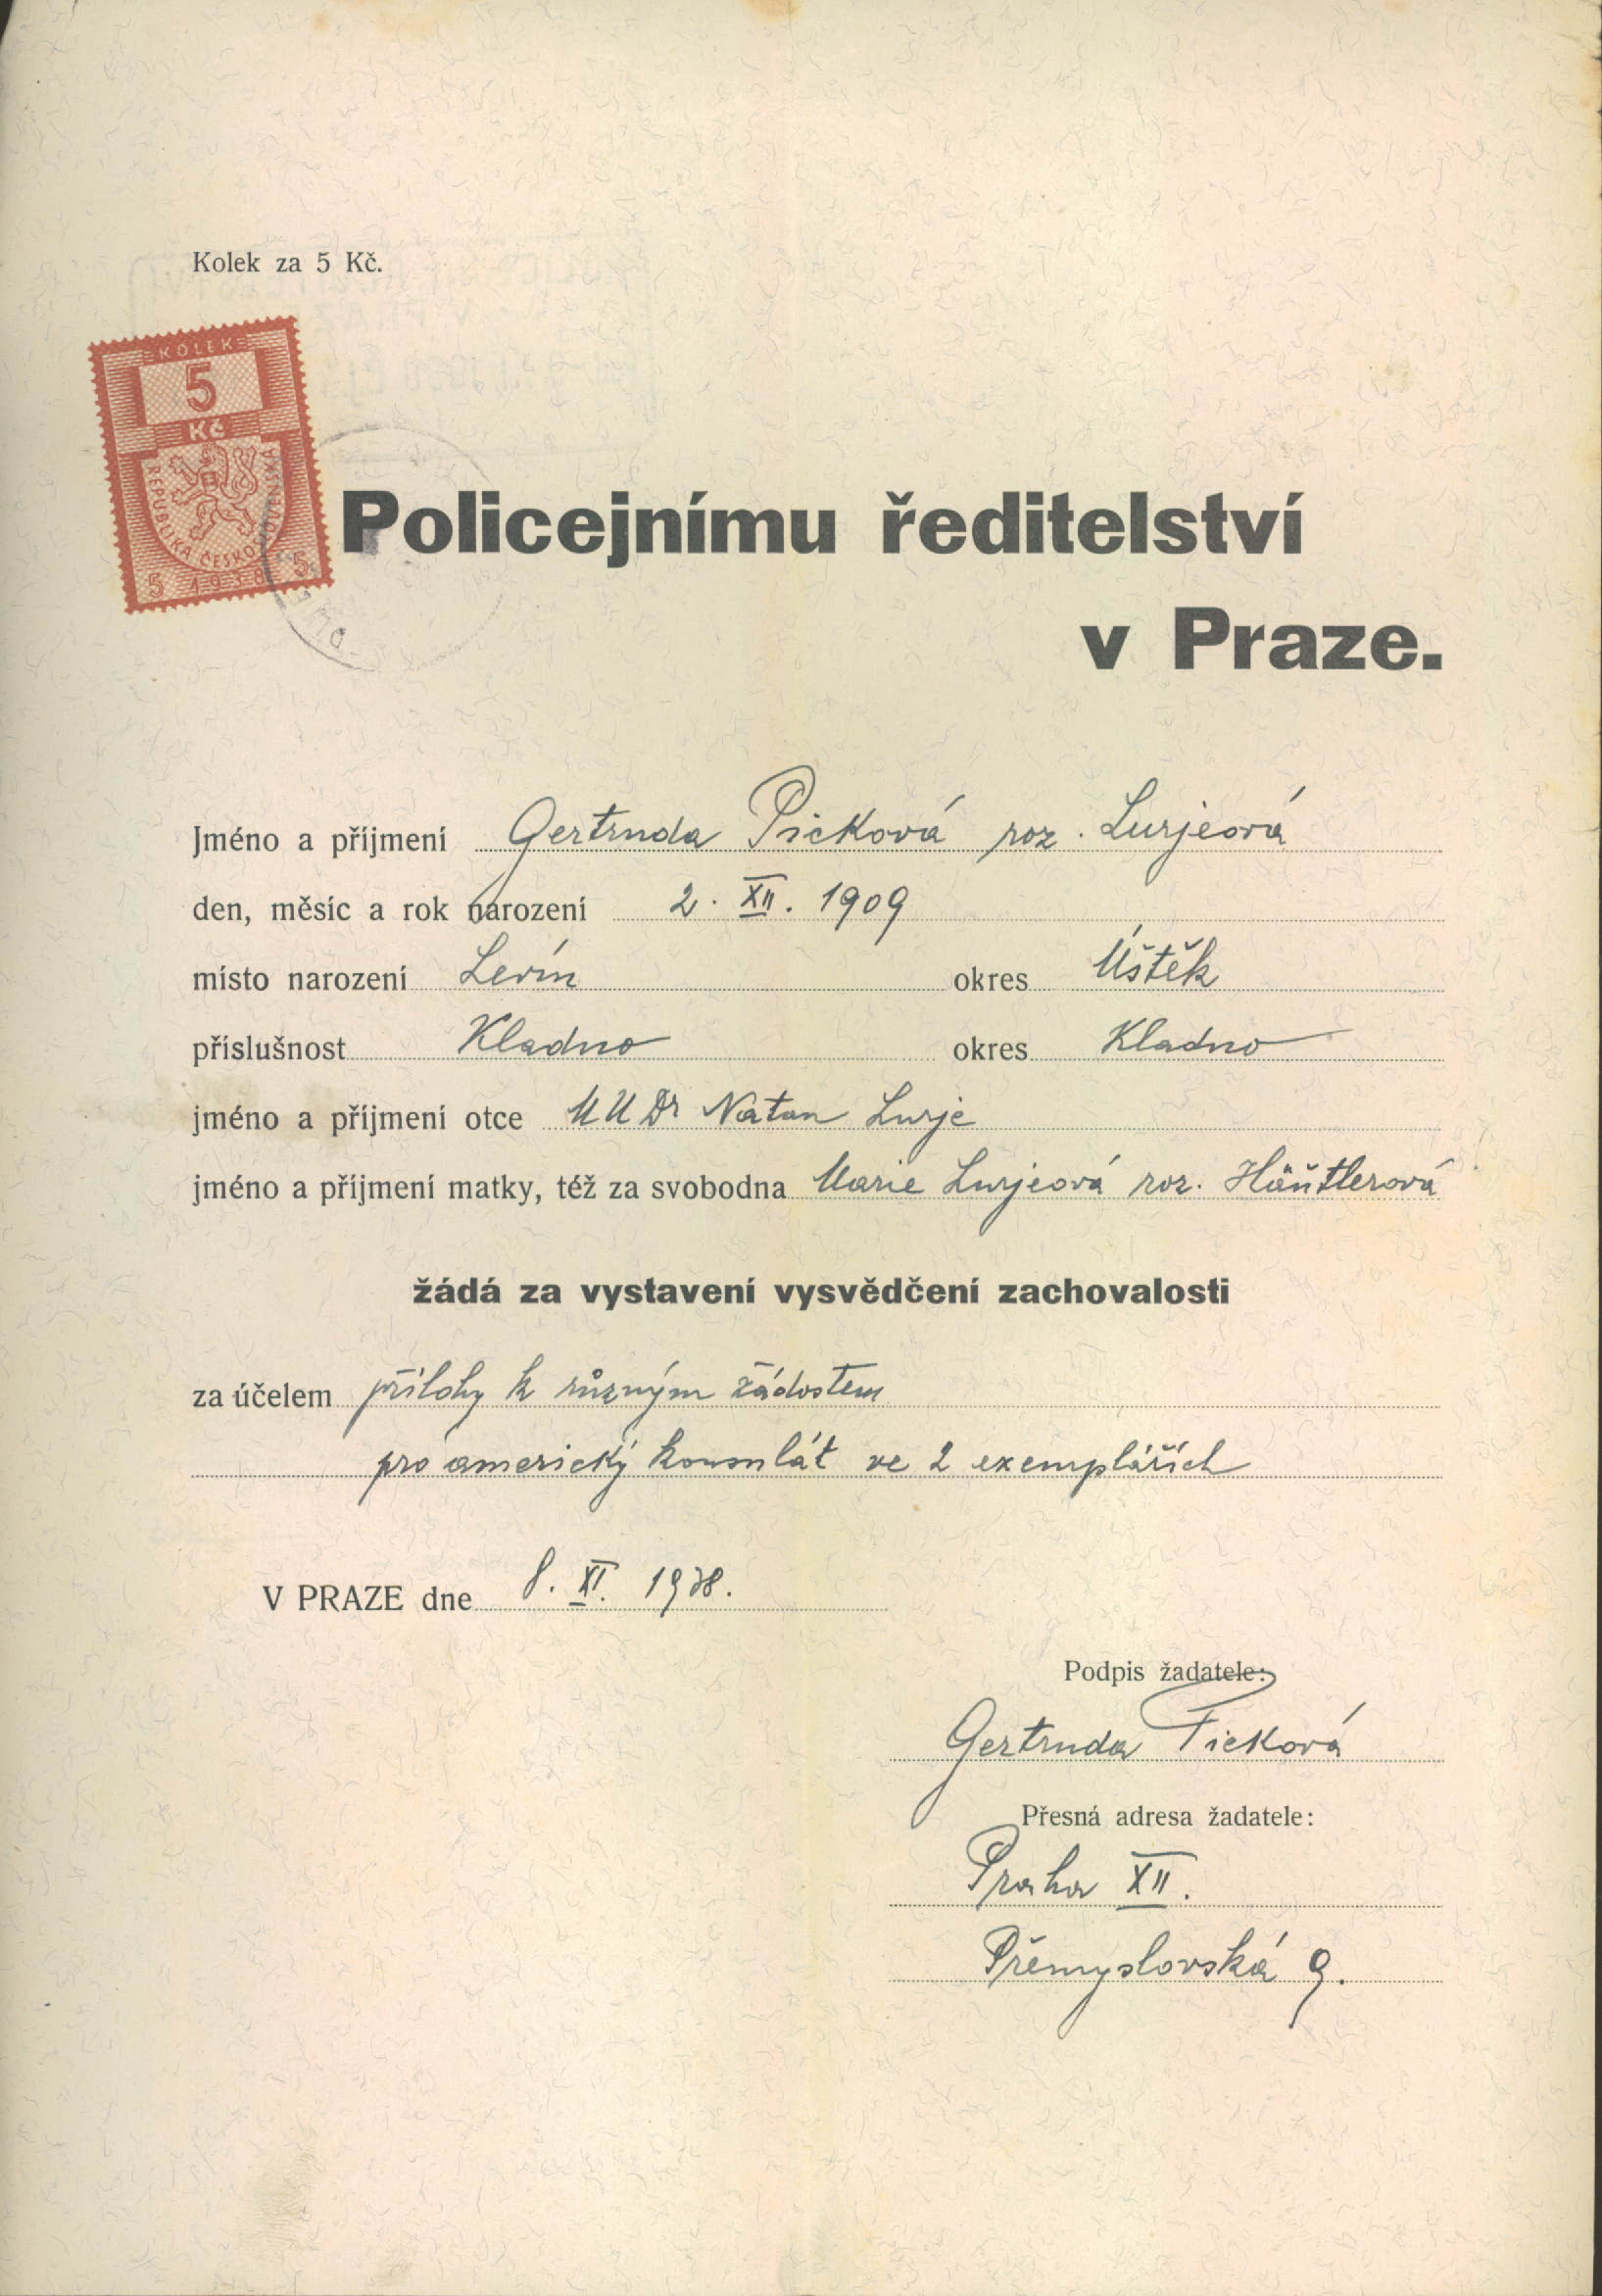 Kolek za 5 Kč.
KOLEK
5
Kč
REPUBLIKA ČESKOSLOVENSKÁ
5 1938 5
Policejnímu ředitelství
v Praze.
Jméno a příjmení Gertruda Picková roz. Lurjeová
den, měsíc a rok narození 2. XII. 1909
místo narození Levín okres Úštěk
příslušnost Kladno okres Kladno
jméno a příjmení otce MUDr Natan Lurje
jméno a příjmení matky, též za svobodna Marie Lurjeová roz.
žádá za vystavení vysvědčení zachovalosti
za účelem přílohy k různým žádostem
pro americký konsulát ve 2 exemplářích
V PRAZE dne 8. XI. 1938.
Podpis žadatele:
Gertruda Picková
Přesná adresa žadatele:
Praha XII.
Přemyslovská 9.